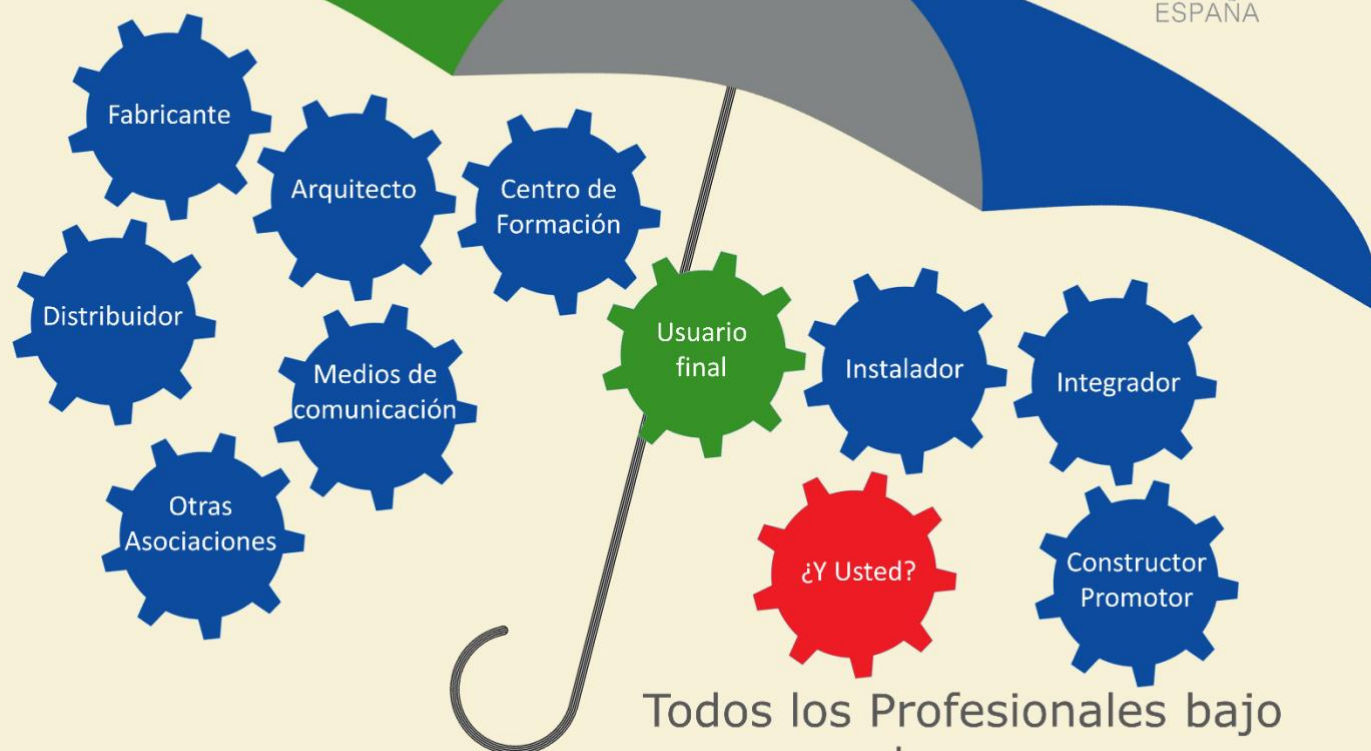 ESPAÑA
Fabricante
Arquitecto
Centro de
Formación
Distribuidor
Medios de
comunicación
Usuario
final
Instalador
Integrador
Otras
Asociaciones
¿Y Usted?
Constructor
Promotor
Todos los Profesionales bajo